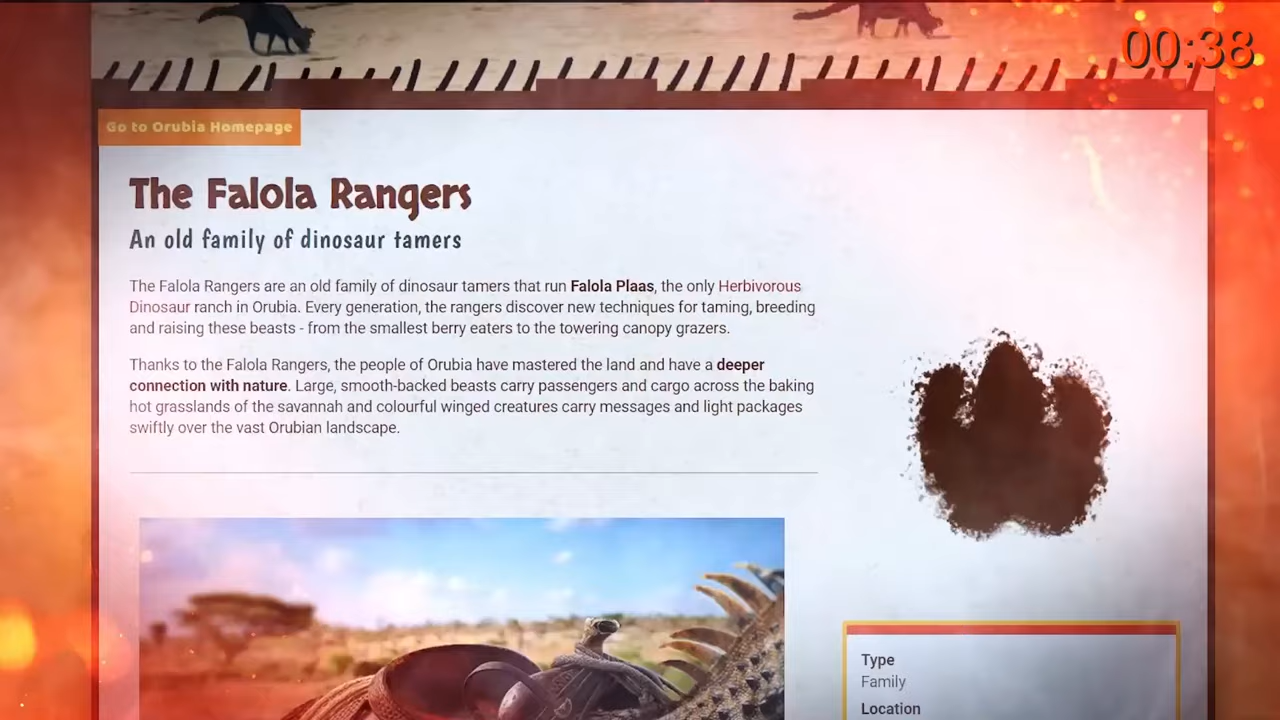 00:38
Go to Orubia Homepage
The Falola Rangers
An old family of dinosaur tamers
The Falola Rangers are an old family of dinosaur tamers that run Falola Plaas, the only Herbivorous
Dinosaur ranch in Orubia. Every generation, the rangers discover new techniques for taming, breeding
and raising these beasts - from the smallest berry eaters to the towering canopy grazers.
Thanks to the Falola Rangers, the people of Orubia have mastered the land and have a deeper
connection with nature. Large, smooth-backed beasts carry passengers and cargo across the baking
hot grasslands of the savannah and colourful winged creatures carry messages and light packages
swiftly over the vast Orubian landscape.
Type
Family
Location